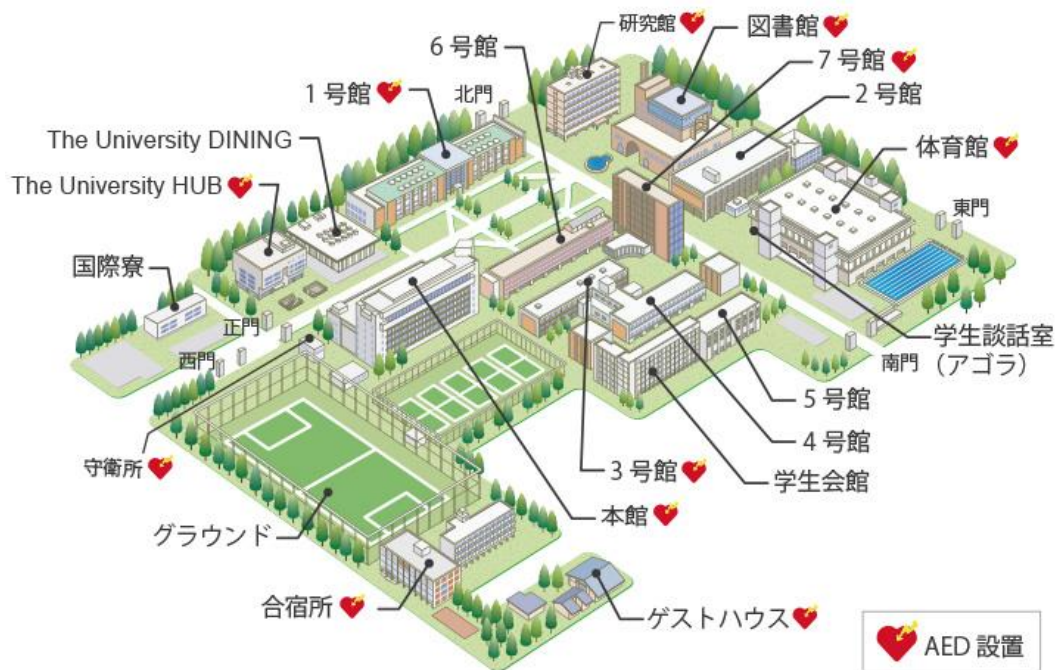 研究館
図書館
6号館
7号館
1号館
北門
2号館
The University DINING
体育館
The University HUB
東門
国際寮
正門
西門
学生談話室
(アゴラ)
南門
5号館
4号館
守衛所
3号館
学生会館
グラウンド
本館
合宿所
ゲストハウス
AED設置